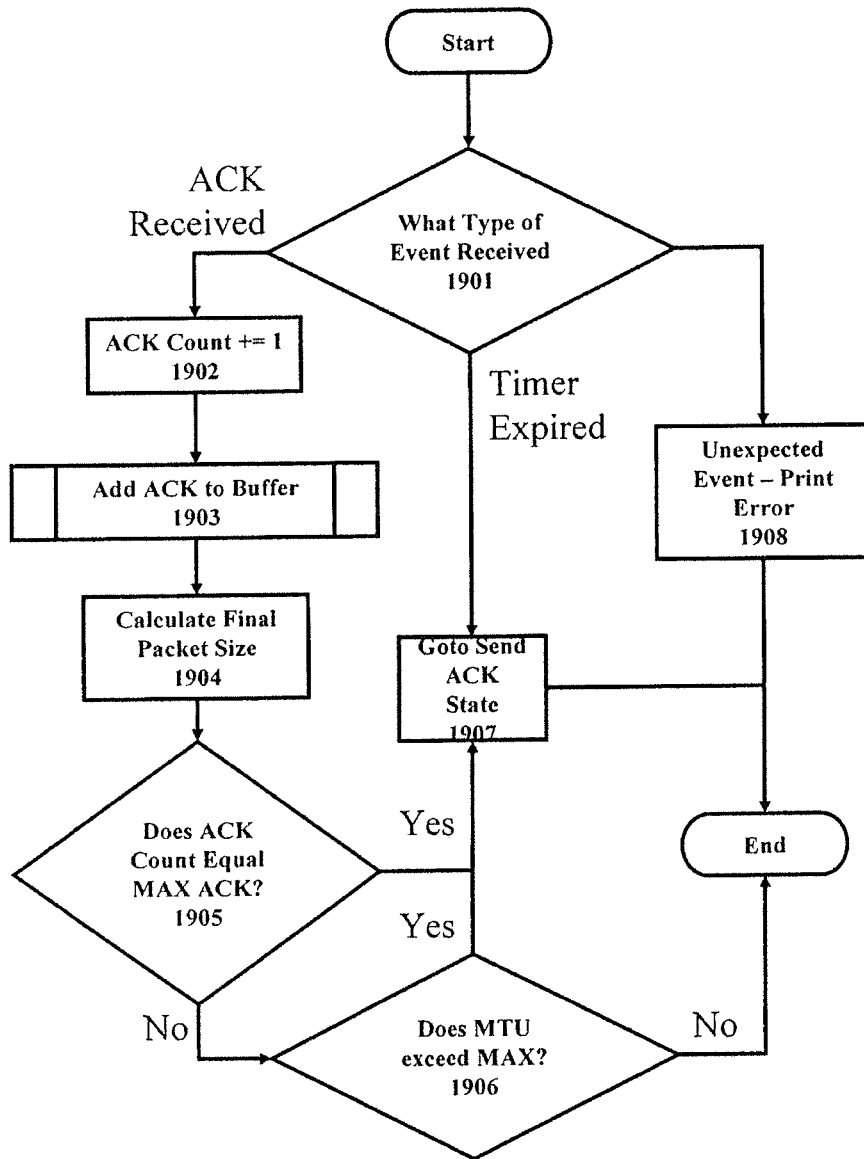 Start
ACK
Received
What Type of
Event Received
1901
ACK Count += 1
1902
Timer
Expired
Unexpected
Event – Print
Error
1908
Add ACK to Buffer
1903
Calculate Final
Packet Size
1904
Goto Send
ACK
State
1907
Does ACK
Count Equal
MAX ACK?
1905
Yes
End
Yes
No
Does MTU
exceed MAX?
1906
No